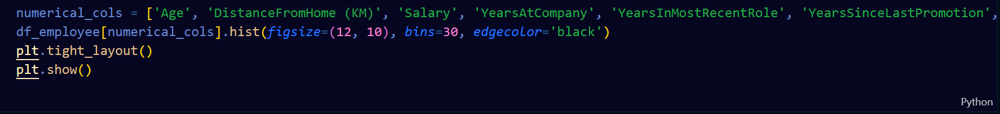 numerical_cols = ['Age', 'DistanceFromHome (KM)', 'Salary', 'YearsAtCompany', 'YearsInMostRecentRole', 'YearsSinceLastPromotion',
df_employee[numerical_cols].hist(figsize=(12, 10), bins=30, edgecolor='black')
plt.tight_layout()
plt.show()
Python